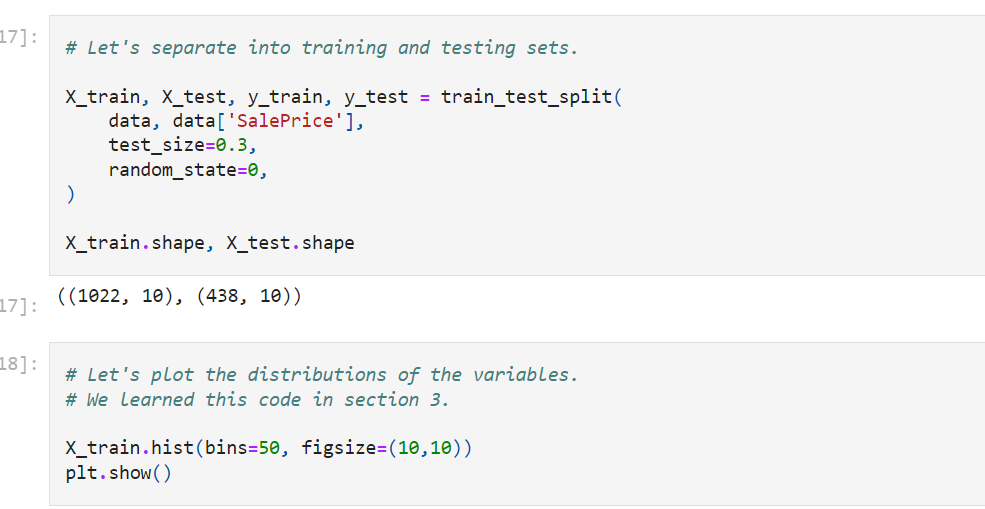 17]:
# Let's separate into training and testing sets.
X_train, X_test, y_train, y_test = train_test_split(
    data, data['SalePrice'],
    test_size=0.3,
    random_state=0,
)
X_train.shape, X_test.shape
17]:
((1022, 10), (438, 10))
18]:
# Let's plot the distributions of the variables.
# We learned this code in section 3.
X_train.hist(bins=50, figsize=(10,10))
plt.show()